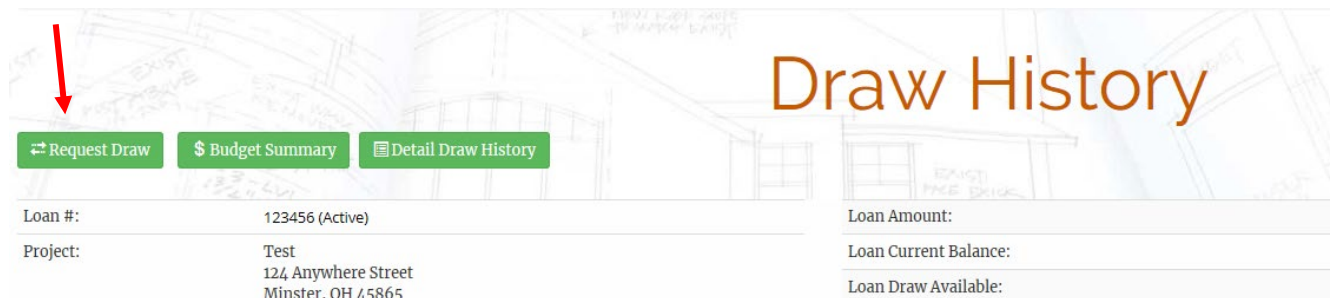 Draw History
Request Draw
$ Budget Summary
Detail Draw History
Loan #: 123456 (Active)
Project: Test
124 Anywhere Street
Minster, OH 45865
Loan Amount:
Loan Current Balance:
Loan Draw Available: